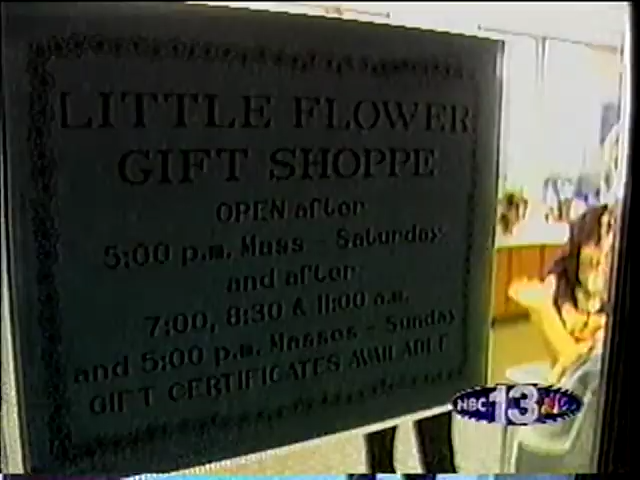 LITTLE FLOWER
GIFT SHOPPE
OPEN after
5:00 p.m. Mass - Saturday
and after
7:00, 8:30 & 11:00 a.m.
and 5:00 p.m. Masses - Sunday
GIFT CERTIFICATES AVAILABLE
NBC 13